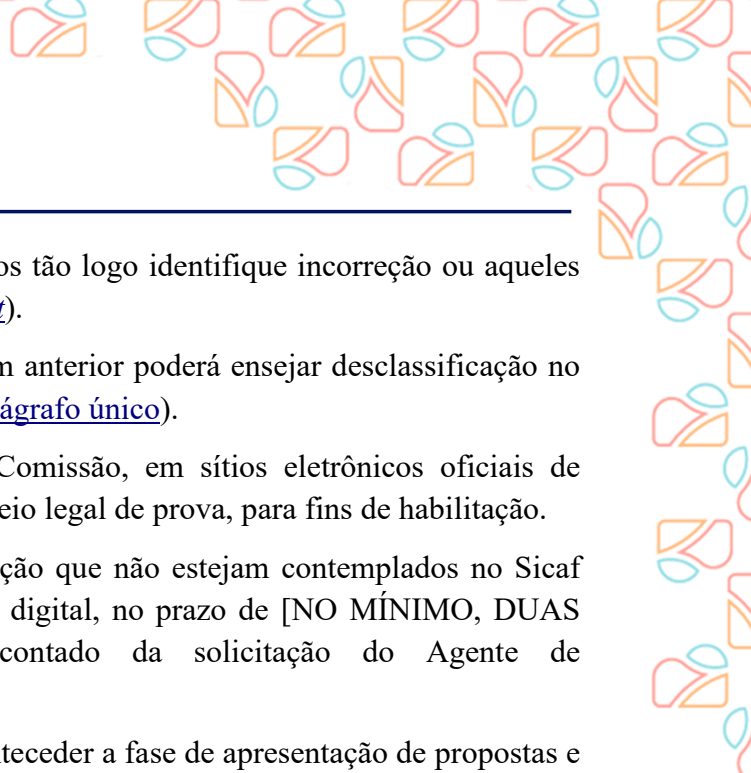 os tão logo identifique incorreção ou aqueles
t).
m anterior poderá ensejar desclassificação no
ágrafo único).
Comissão, em sítios eletrônicos oficiais de
eio legal de prova, para fins de habilitação.
ção que não estejam contemplados no Sicaf
digital, no prazo de [NO MÍNIMO, DUAS
contado da solicitação do Agente de
nteceder a fase de apresentação de propostas e